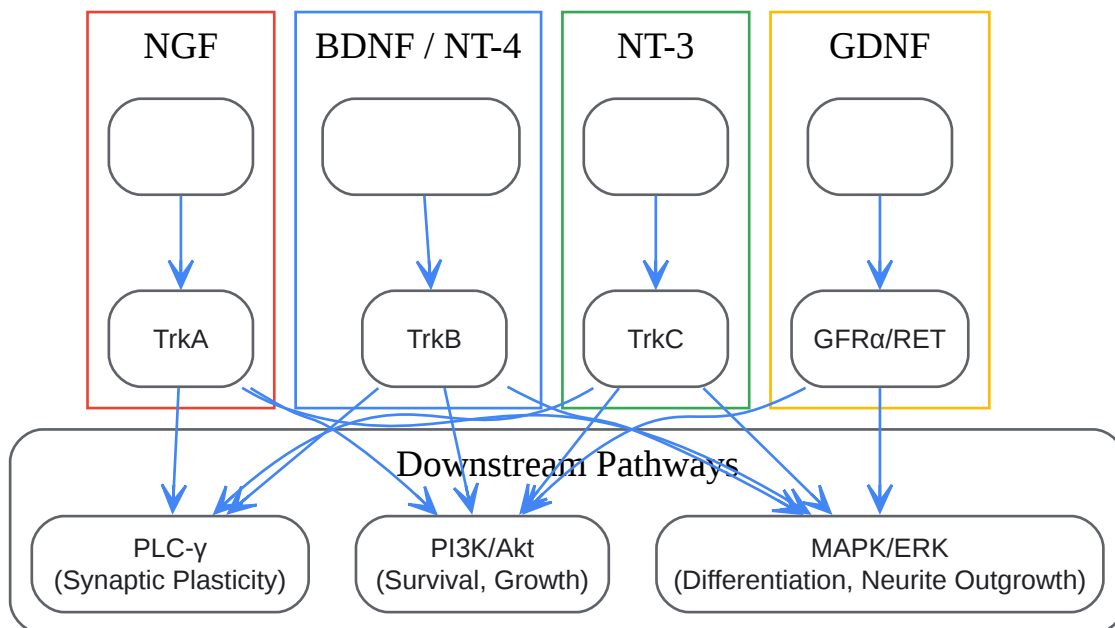 NGF
BDNF / NT-4
NT-3
GDNF
TrkA
TrkB
TrkC
GFRα/RET
Downstream Pathways
PLC-γ
(Synaptic Plasticity)
PI3K/Akt
(Survival, Growth)
MAPK/ERK
(Differentiation, Neurite Outgrowth)